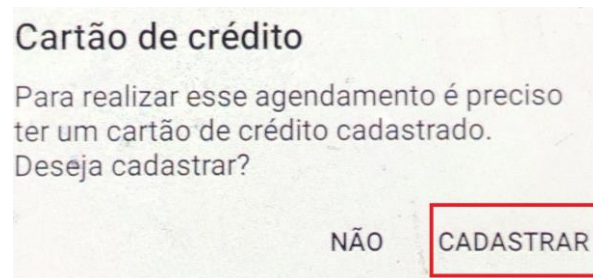 Cartão de crédito
Para realizar esse agendamento é preciso
ter um cartão de crédito cadastrado.
Deseja cadastrar?
NÃO CADASTRAR